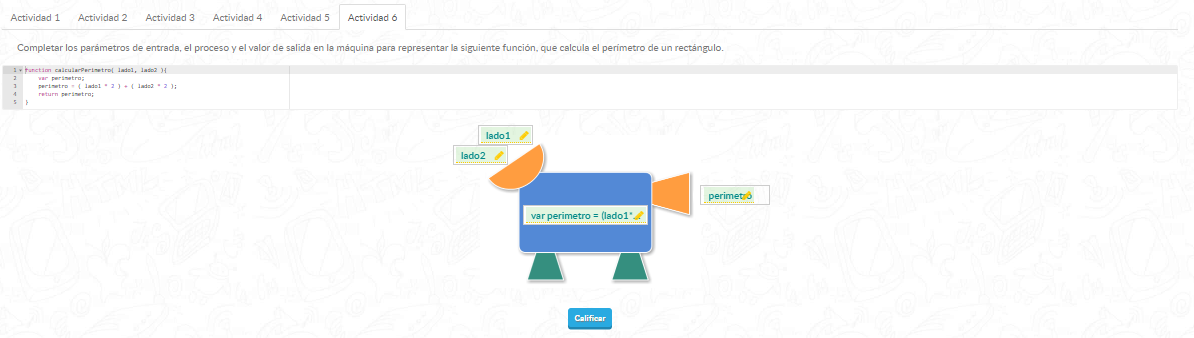 Actividad 1 Actividad 2 Actividad 3 Actividad 4 Actividad 5 Actividad 6
Completar los parámetros de entrada, el proceso y el valor de salida en la máquina para representar la siguiente función, que calcula el perímetro de un rectángulo.
1 function calcularPerimetro( lado1, lado2 ){
2 var perimetro;
3 perimetro = ( lado1 * 2 ) + ( lado2 * 2 );
4 return perimetro;
5 }
lado1
lado2
perimetro
var perimetro = (lado1*
Calificar